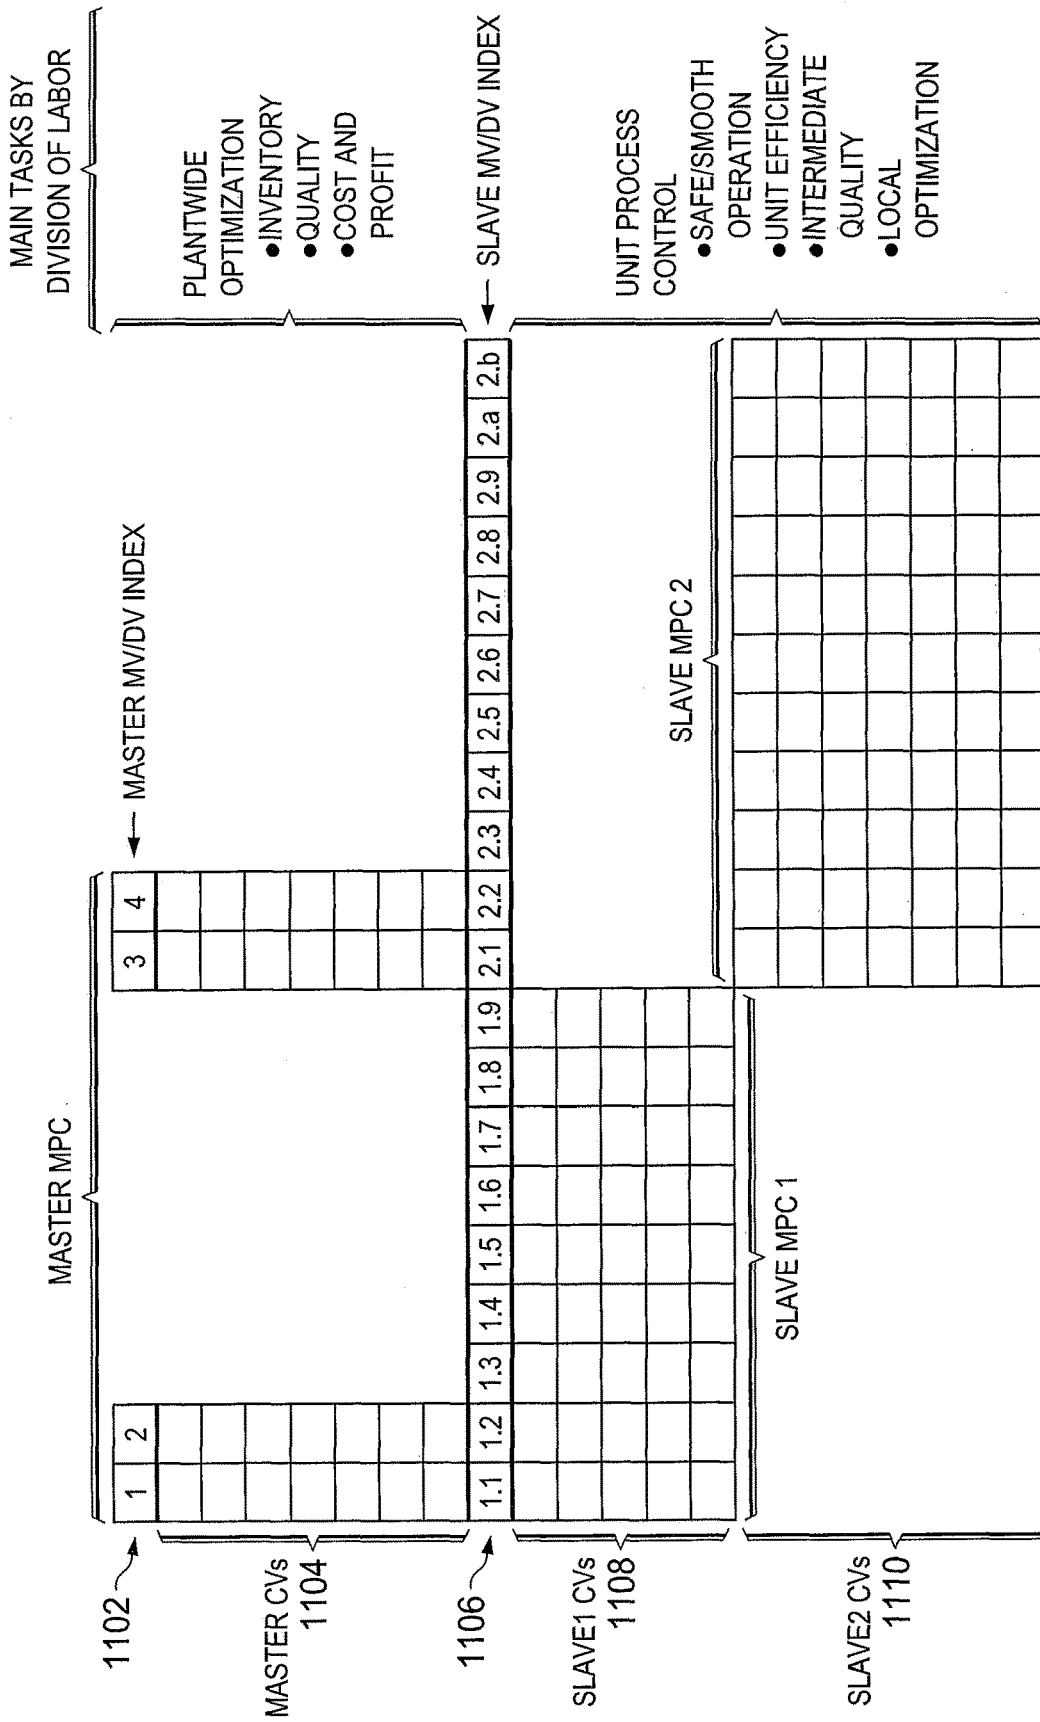 MAIN TASKS BY
DIVISION OF LABOR
MASTER MPC
1102
1
2
3
4
MASTER MV/DV INDEX
MASTER CVs
1104
PLANTWIDE
OPTIMIZATION
●INVENTORY
●QUALITY
●COST AND
PROFIT
1106
1.1
1.2
1.3
1.4
1.5
1.6
1.7
1.8
1.9
2.1
2.2
2.3
2.4
2.5
2.6
2.7
2.8
2.9
2.a
2.b
SLAVE MV/DV INDEX
SLAVE1 CVs
1108
SLAVE MPC 1
SLAVE MPC 2
SLAVE2 CVs
1110
UNIT PROCESS
CONTROL
●SAFE/SMOOTH
OPERATION
●UNIT EFFICIENCY
●INTERMEDIATE
QUALITY
●LOCAL
OPTIMIZATION